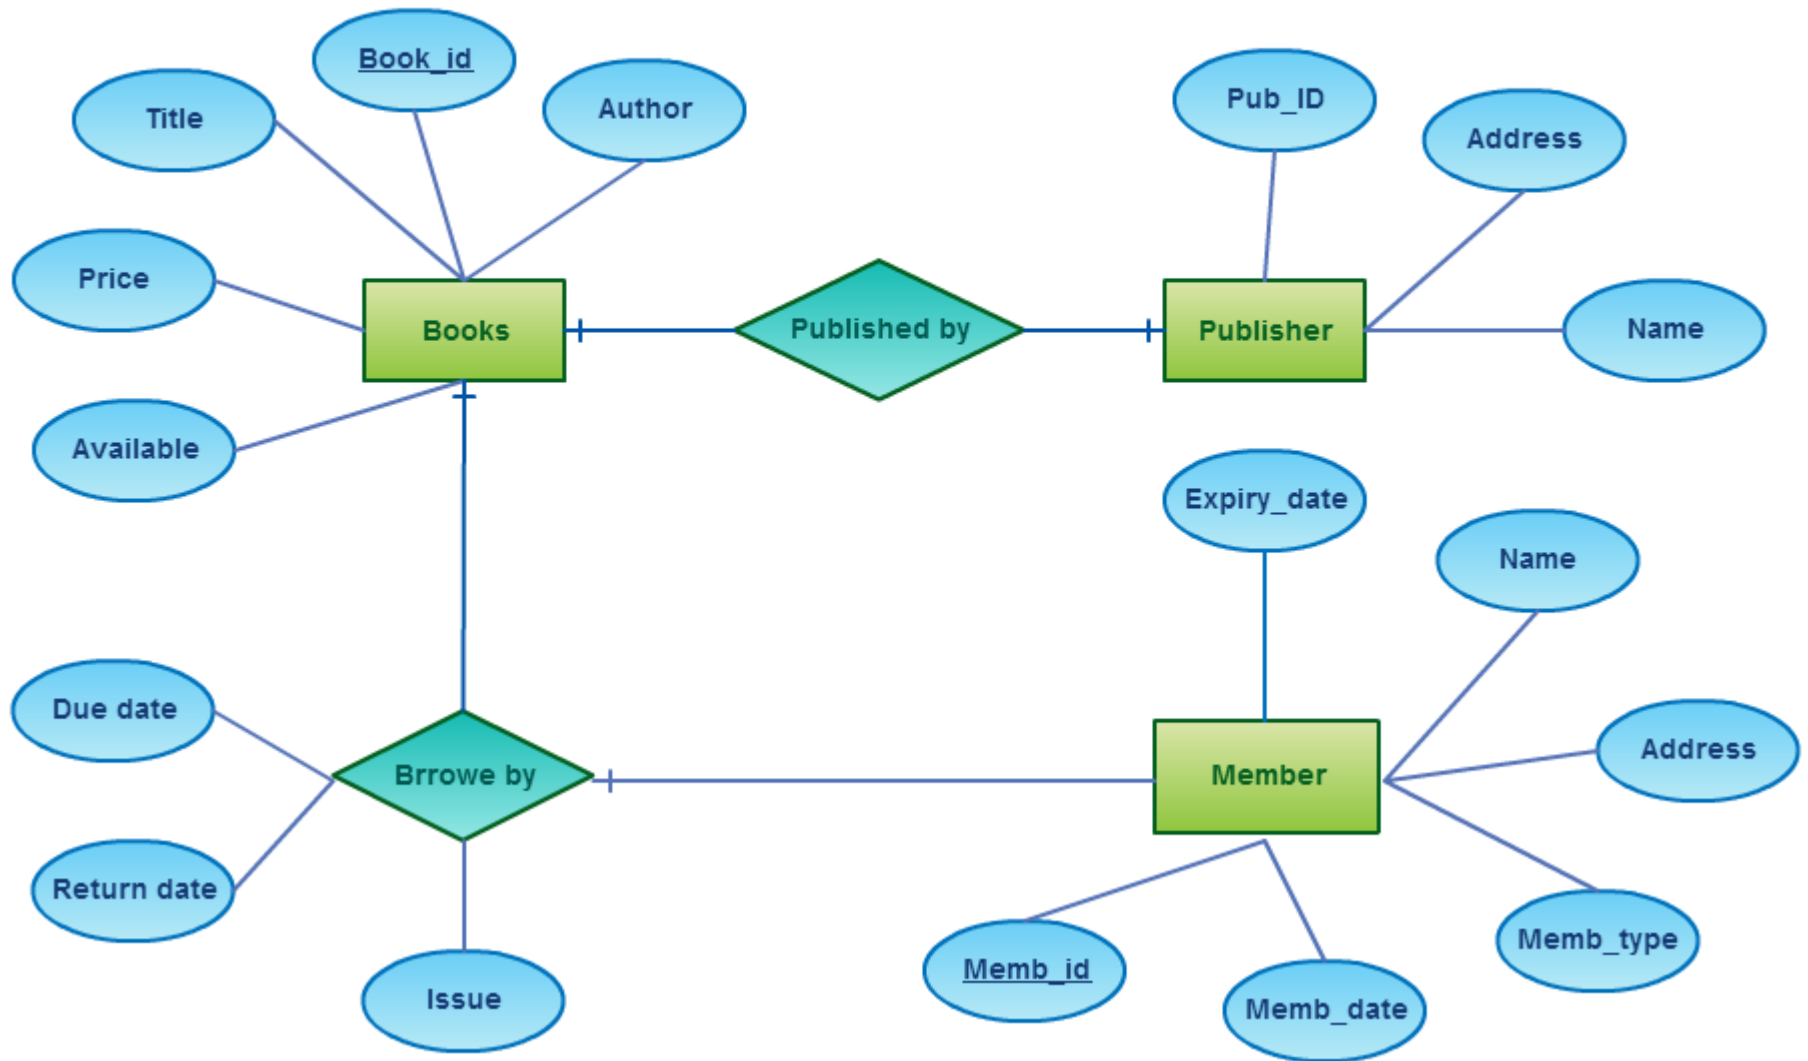 Book_id
Title
Author
Pub_ID
Address
Price
Books
Published by
Publisher
Name
Available
Expiry_date
Name
Due date
Brrowe by
Member
Address
Return date
Issue
Memb_id
Memb_date
Memb_type